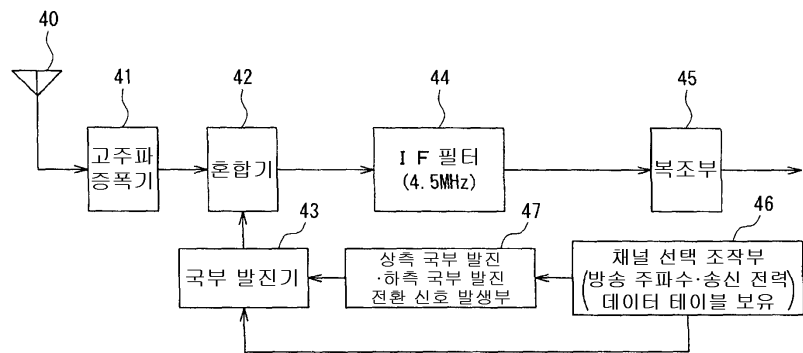 40
41
42
44
45
고주파
증폭기
혼합기
I F 필터
(4.5MHz)
복조부
43
47
46
국부 발진기
상측 국부 발진
·하측 국부 발진
전환 신호 발생부
채널 선택 조작부
(방송 주파수·송신 전력
데이터 테이블 보유)